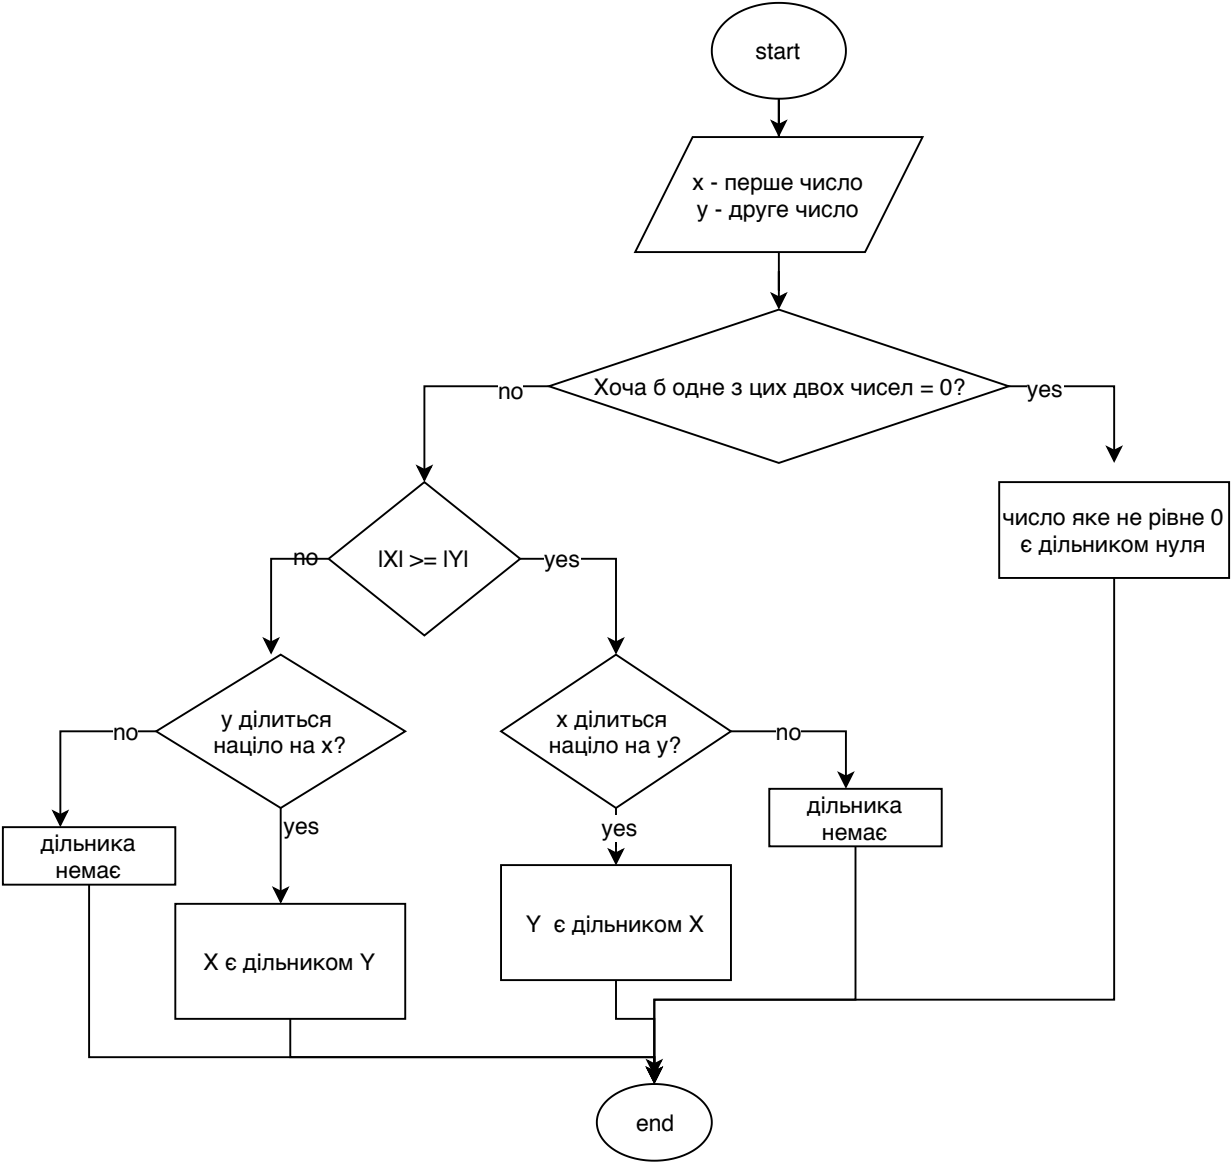 start
x - перше число
y - друге число
Хоча б одне з цих двох чисел = 0?
no
yes
число яке не рівне 0
є дільником нуля
|X| >= |Y|
no
yes
y ділиться
націло на x?
x ділиться
націло на y?
no
no
дільника
немає
yes
yes
дільника
немає
Y є дільником X
X є дільником Y
end